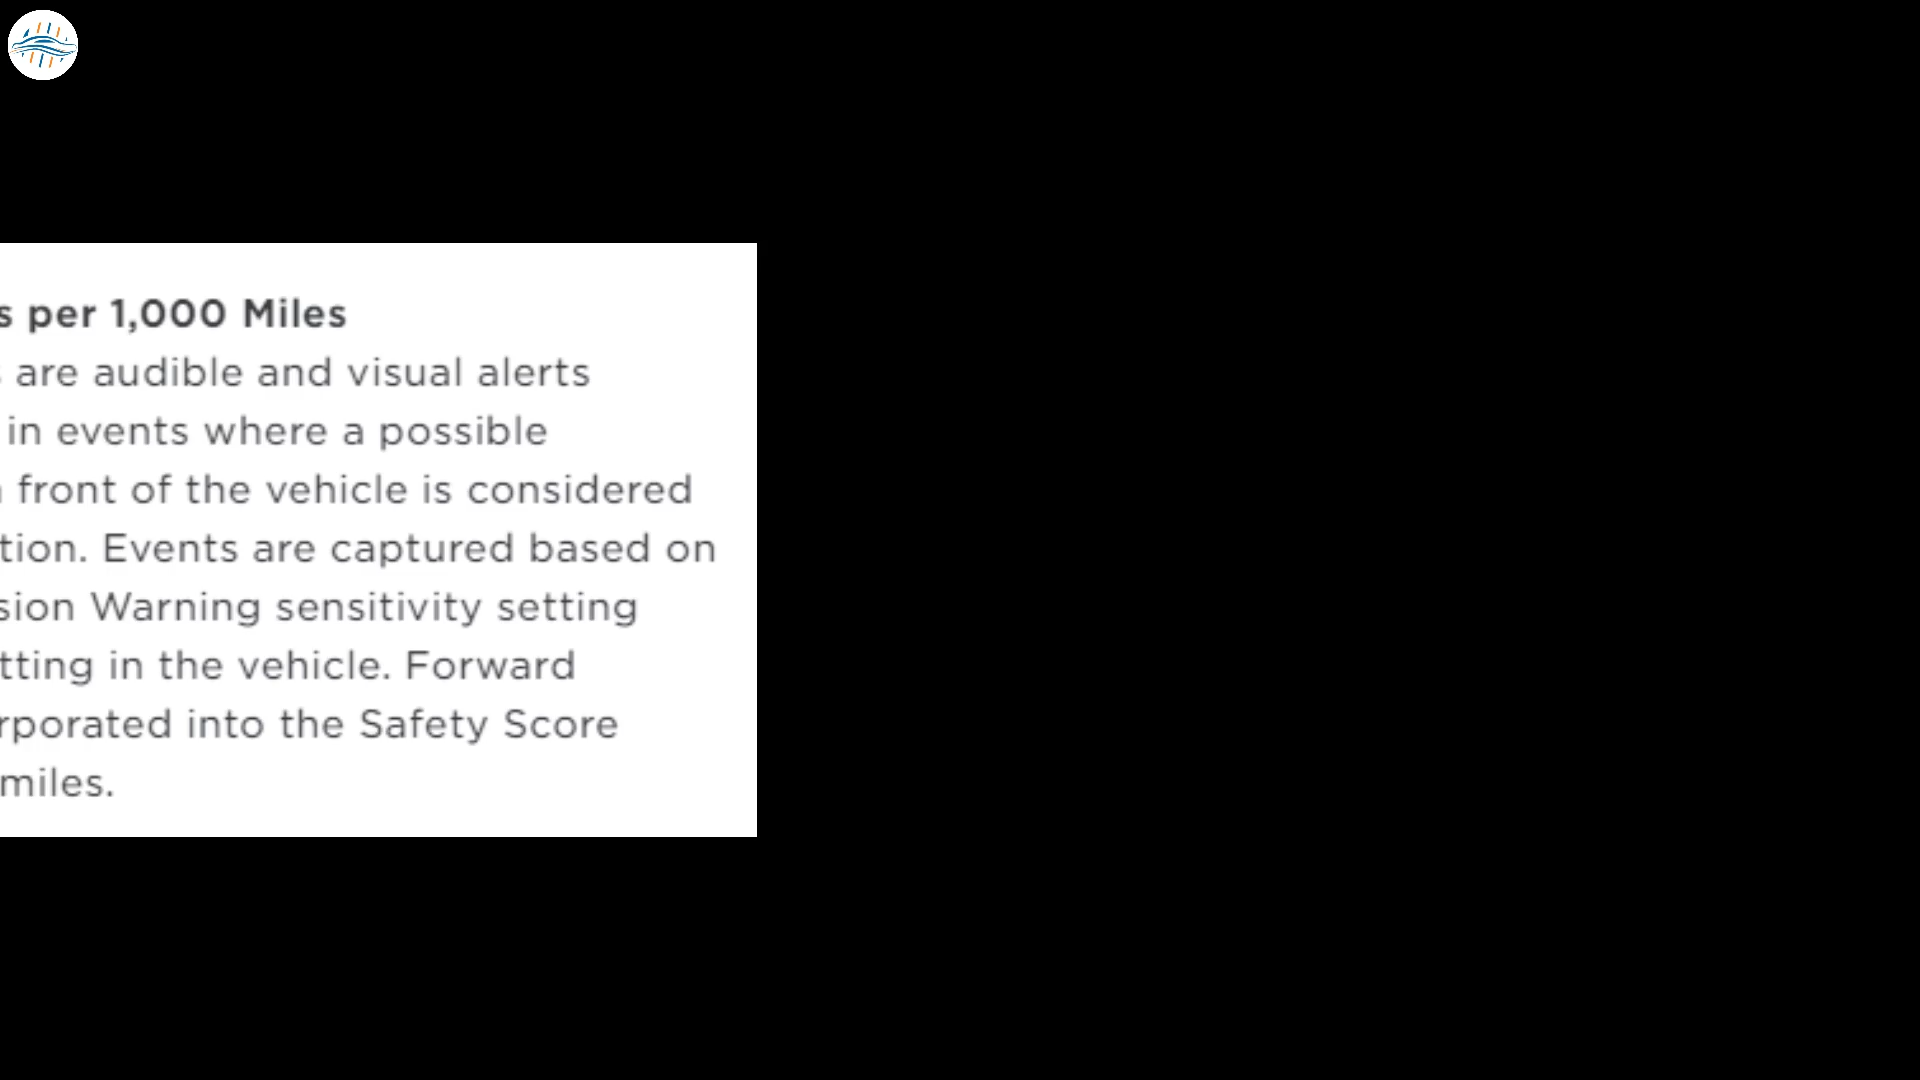 per 1,000 Miles
are audible and visual alerts
in events where a possible
front of the vehicle is considered
tion. Events are captured based on
sion Warning sensitivity setting
tting in the vehicle. Forward
rporated into the Safety Score
miles.